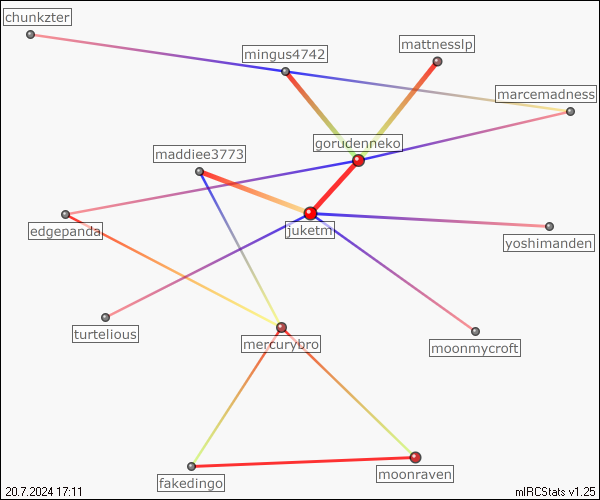 chunkzter
mattnesslp
mingus4742
marcemadness
gorudenneko
maddiee3773
edgepanda
juketm
yoshimanden
turtelious
mercurybro
moonmycroft
moonraven
fakedingo
20.7.2024 17:11
mIRCStats v1.25